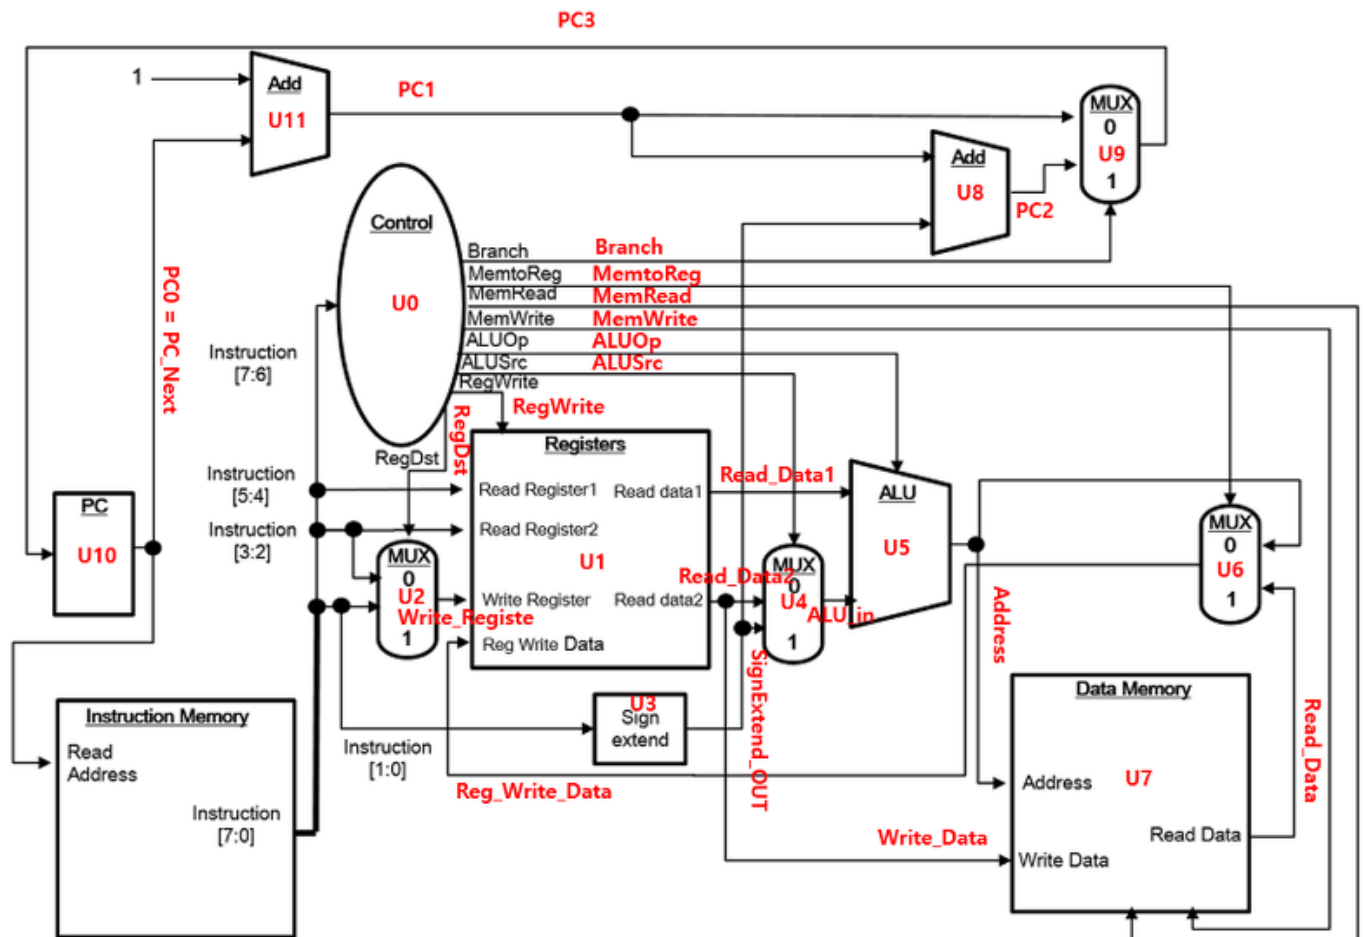 PC3
1
Add
U11
PC1
MUX
0
U9
1
Add
U8
PC2
Control
U0
Branch
Branch
MemtoReg
MemtoReg
MemRead
MemRead
MemWrite
MemWrite
ALUOp
ALUOp
ALUSrc
ALUSrc
RegWrite
RegWrite
RegDst
RegDst
PC0 = PC_Next
Instruction
[7:6]
Instruction
[5:4]
Instruction
[3:2]
PC
U10
MUX
0
U2
1
Write_Registe
Registers
Read Register1
Read data1
Read Register2
U1
Write Register
Read data2
Reg Write Data
Read_Data1
Read_Data2
MUX
0
U4
1
ALU_in
ALU
U5
MUX
0
U6
1
Address
U3
Sign
extend
SignExtend_OUT
Instruction
[1:0]
Reg_Write_Data
Instruction Memory
Read
Address
Instruction
[7:0]
Write_Data
Data Memory
U7
Address
Read Data
Write Data
Read_Data